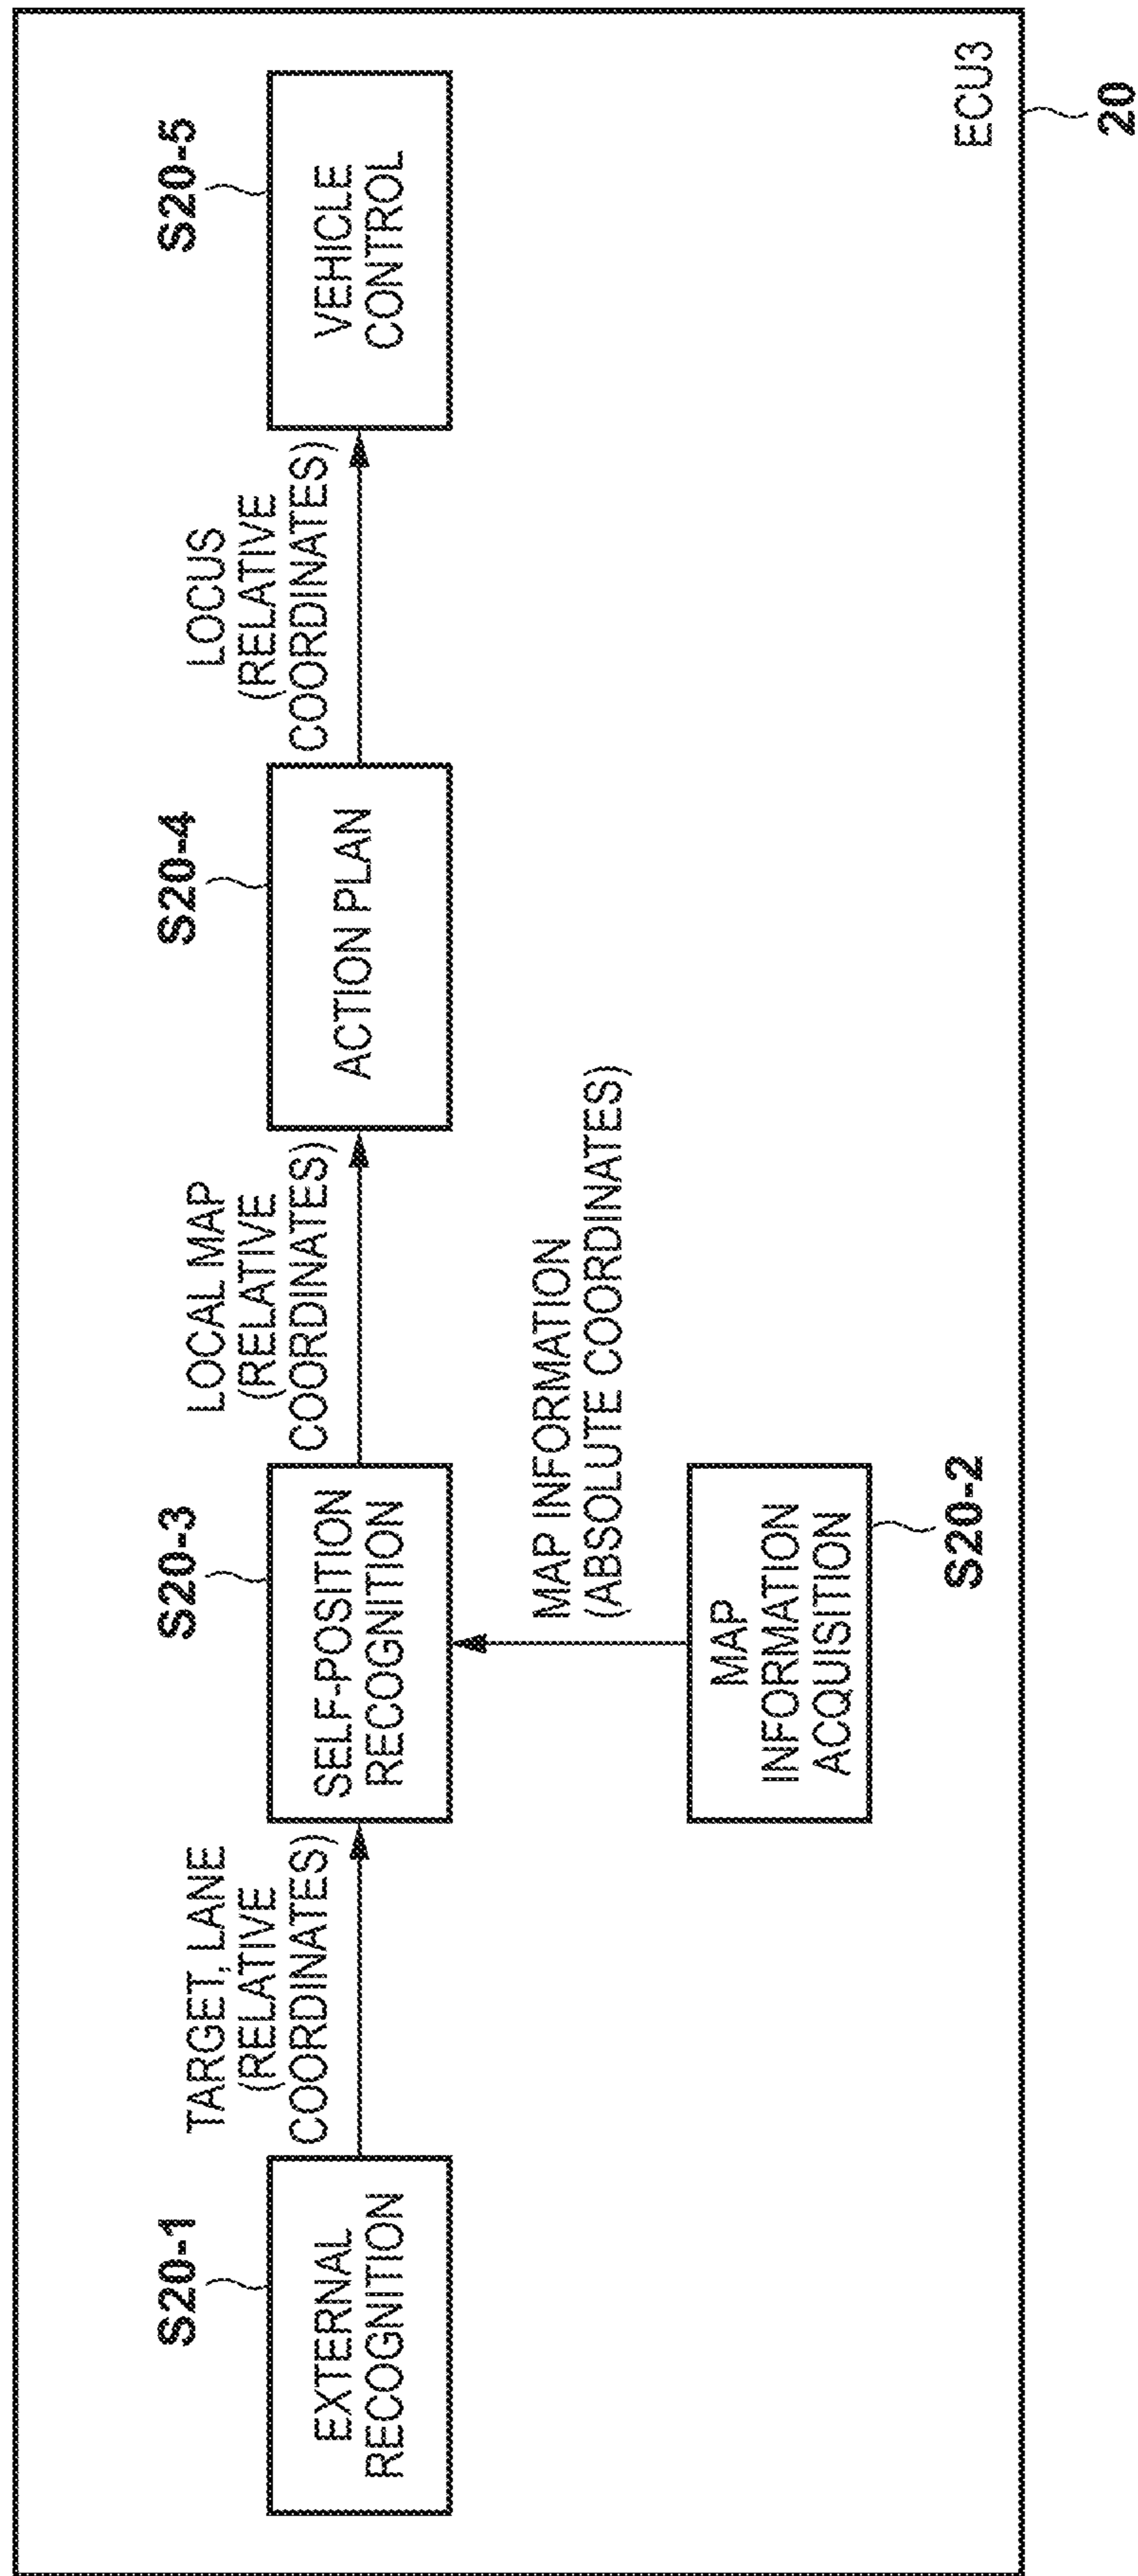 S20-1
EXTERNAL
RECOGNITION
TARGET, LANE
(RELATIVE
COORDINATES)
S20-3
SELF-POSITION
RECOGNITION
LOCAL MAP
(RELATIVE
COORDINATES)
S20-4
ACTION PLAN
LOCUS
(RELATIVE
COORDINATES)
S20-5
VEHICLE
CONTROL
MAP INFORMATION
(ABSOLUTE COORDINATES)
MAP
INFORMATION
ACQUISITION
S20-2
ECU3
20